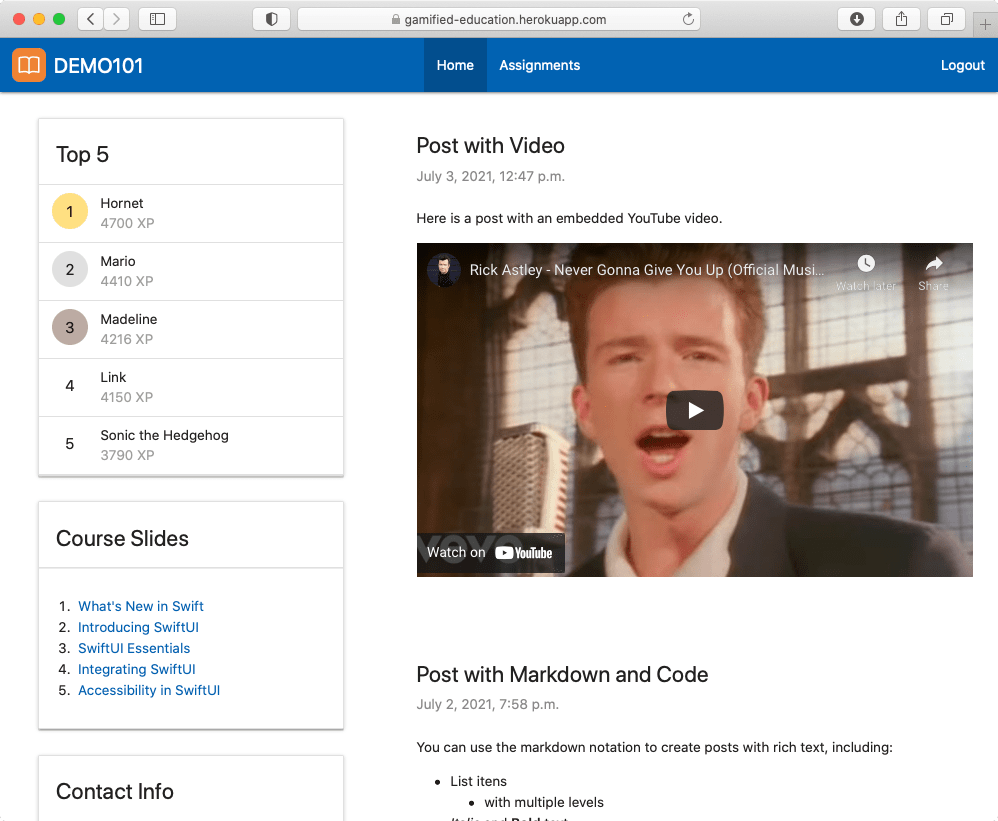 gamified-education.herokuapp.com
DEMO101
Home
Assignments
Logout
Top 5
1
Hornet
4700 XP
2
Mario
4410 XP
3
Madeline
4216 XP
4
Link
4150 XP
5
Sonic the Hedgehog
3790 XP
Course Slides
1. What's New in Swift
2. Introducing SwiftUI
3. SwiftUI Essentials
4. Integrating SwiftUI
5. Accessibility in SwiftUI
Contact Info
Post with Video
July 3, 2021, 12:47 p.m.
Here is a post with an embedded YouTube video.
Rick Astley - Never Gonna Give You Up (Official Musi...
Watch later
Share
vevo
Watch on YouTube
Post with Markdown and Code
July 2, 2021, 7:58 p.m.
You can use the markdown notation to create posts with rich text, including:
• List itens
• with multiple levels
Italic and Bold text